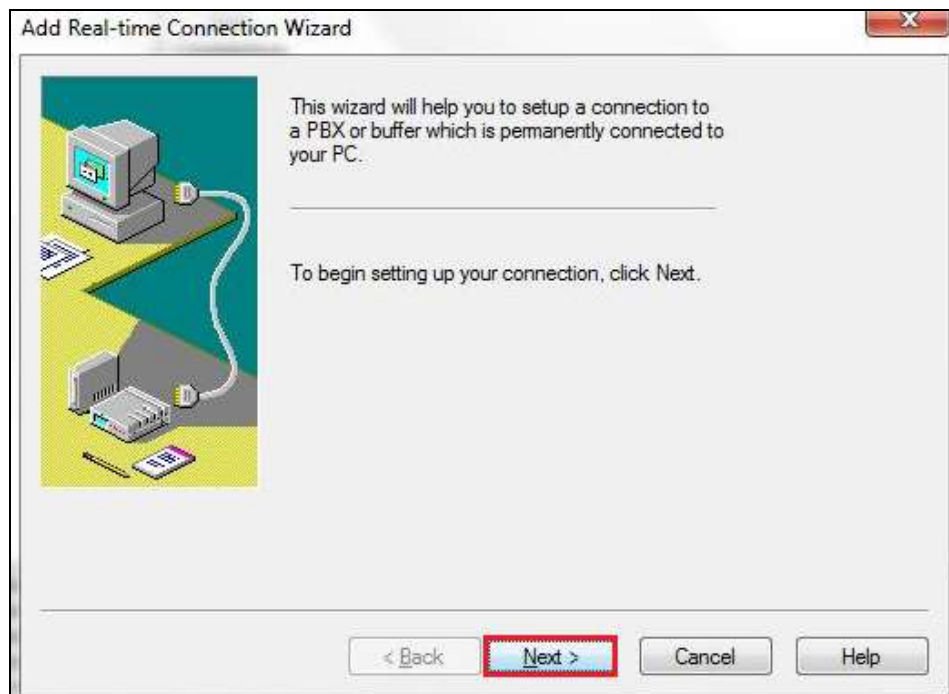 Add Real-time Connection Wizard
This wizard will help you to setup a connection to
a PBX or buffer which is permanently connected to
your PC.
To begin setting up your connection, click Next.
< Back
Next >
Cancel
Help